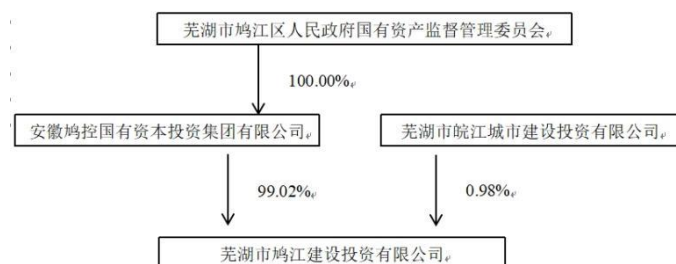 芜湖市鸠江区人民政府国有资产监督管理委员会
100.00%
安徽鸠控国有资本投资集团有限公司
芜湖市皖江城市建设投资有限公司
99.02%
0.98%
芜湖市鸠江建设投资有限公司